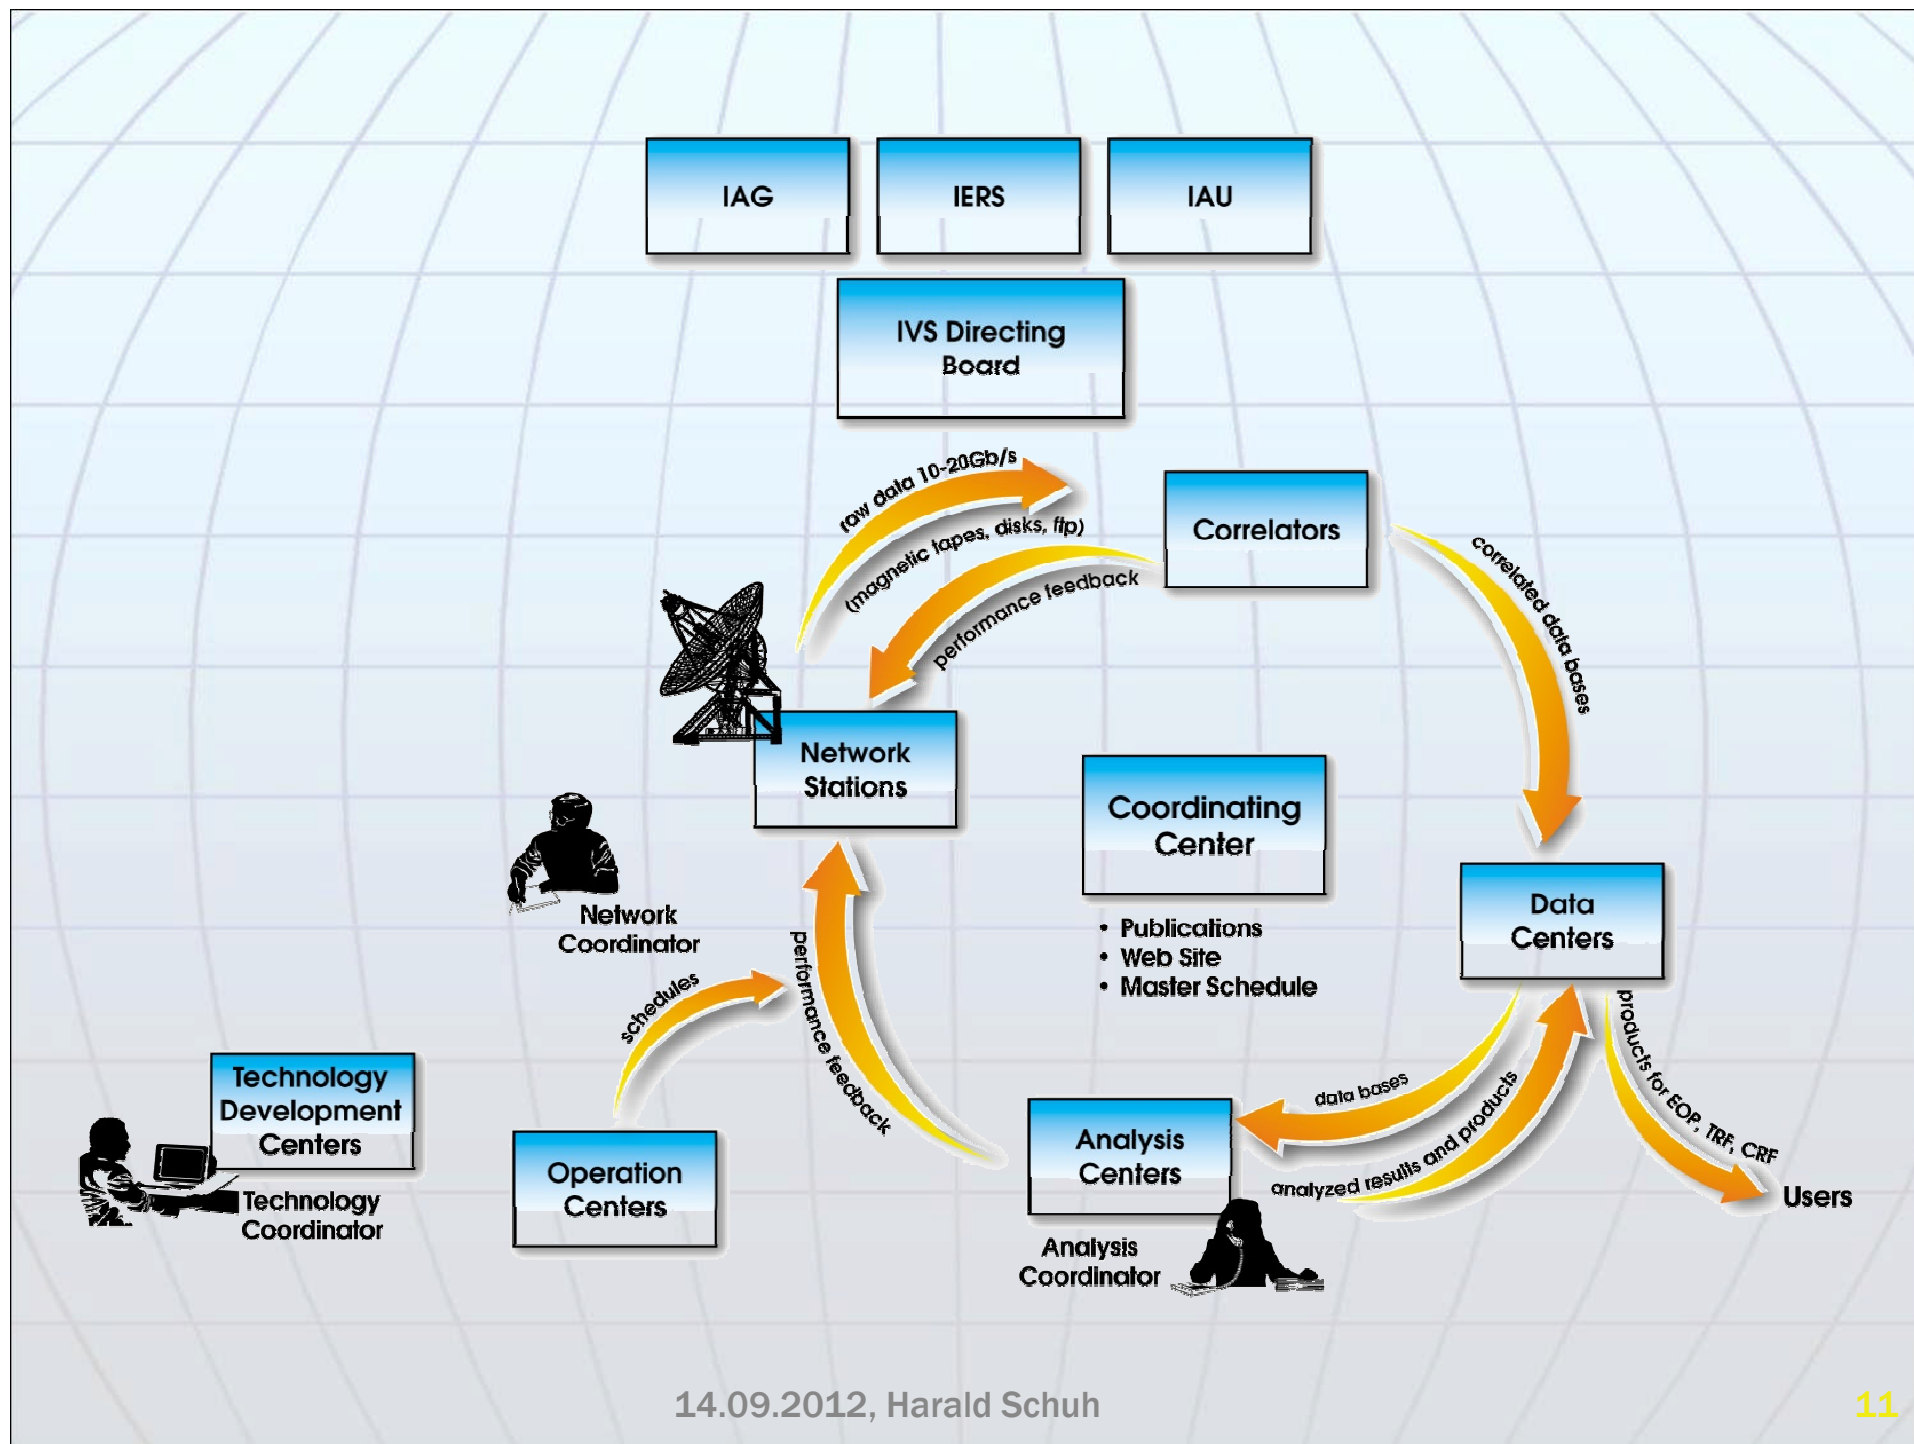 IAG
IERS
IAU
IVS Directing
Board
raw data 10-20Gb/s
(magnetic tapes, disks, ftp)
performance feedback
Correlators
correlated data bases
Network
Stations
Coordinating
Center
• Publications
• Web Site
• Master Schedule
Data
Centers
Network
Coordinator
schedules
performance feedback
Technology
Development
Centers
Technology
Coordinator
Operation
Centers
Analysis
Centers
Analysis
Coordinator
data bases
analyzed results and products
products for EOP, TRF, CRF
Users
14.09.2012, Harald Schuh
11